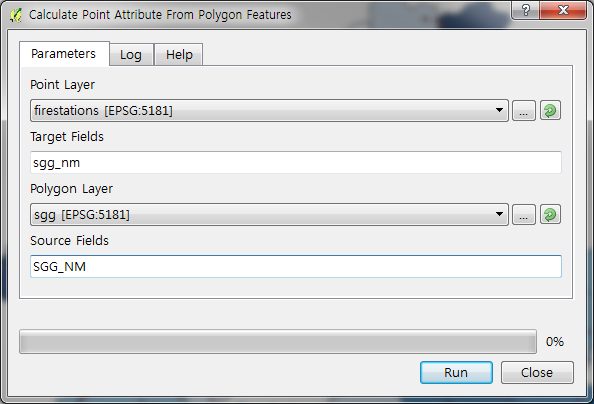 Calculate Point Attribute From Polygon Features
Parameters Log Help
Point Layer
firestations [EPSG:5181] ...
Target Fields
sgg_nm
Polygon Layer
sgg [EPSG:5181] ...
Source Fields
SGG_NM
0%
Run Close